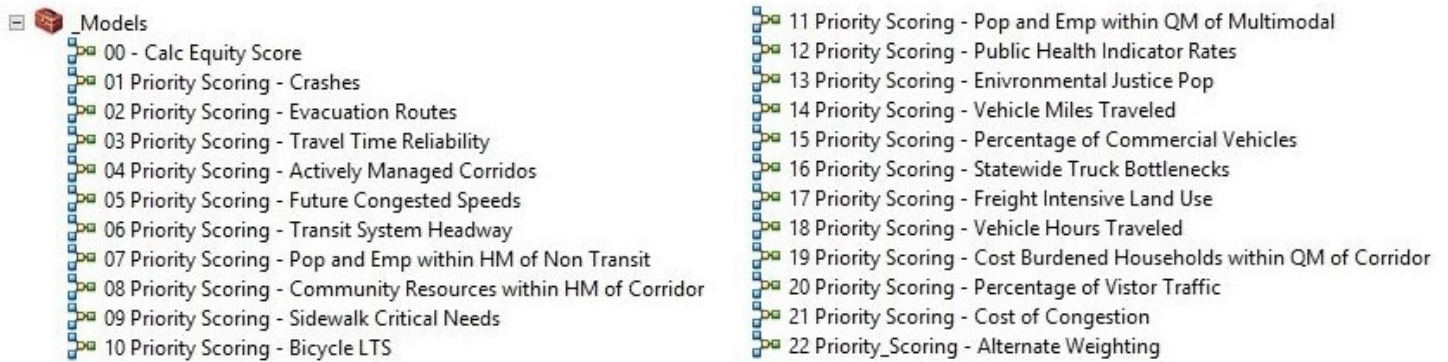 _Models
00 - Calc Equity Score
01 Priority Scoring - Crashes
02 Priority Scoring - Evacuation Routes
03 Priority Scoring - Travel Time Reliability
04 Priority Scoring - Actively Managed Corridos
05 Priority Scoring - Future Congested Speeds
06 Priority Scoring - Transit System Headway
07 Priority Scoring - Pop and Emp within HM of Non Transit
08 Priority Scoring - Community Resources within HM of Corridor
09 Priority Scoring - Sidewalk Critical Needs
10 Priority Scoring - Bicycle LTS
11 Priority Scoring - Pop and Emp within QM of Multimodal
12 Priority Scoring - Public Health Indicator Rates
13 Priority Scoring - Enivronmental Justice Pop
14 Priority Scoring - Vehicle Miles Traveled
15 Priority Scoring - Percentage of Commercial Vehicles
16 Priority Scoring - Statewide Truck Bottlenecks
17 Priority Scoring - Freight Intensive Land Use
18 Priority Scoring - Vehicle Hours Traveled
19 Priority Scoring - Cost Burdened Households within QM of Corridor
20 Priority Scoring - Percentage of Vistor Traffic
21 Priority Scoring - Cost of Congestion
22 Priority_Scoring - Alternate Weighting